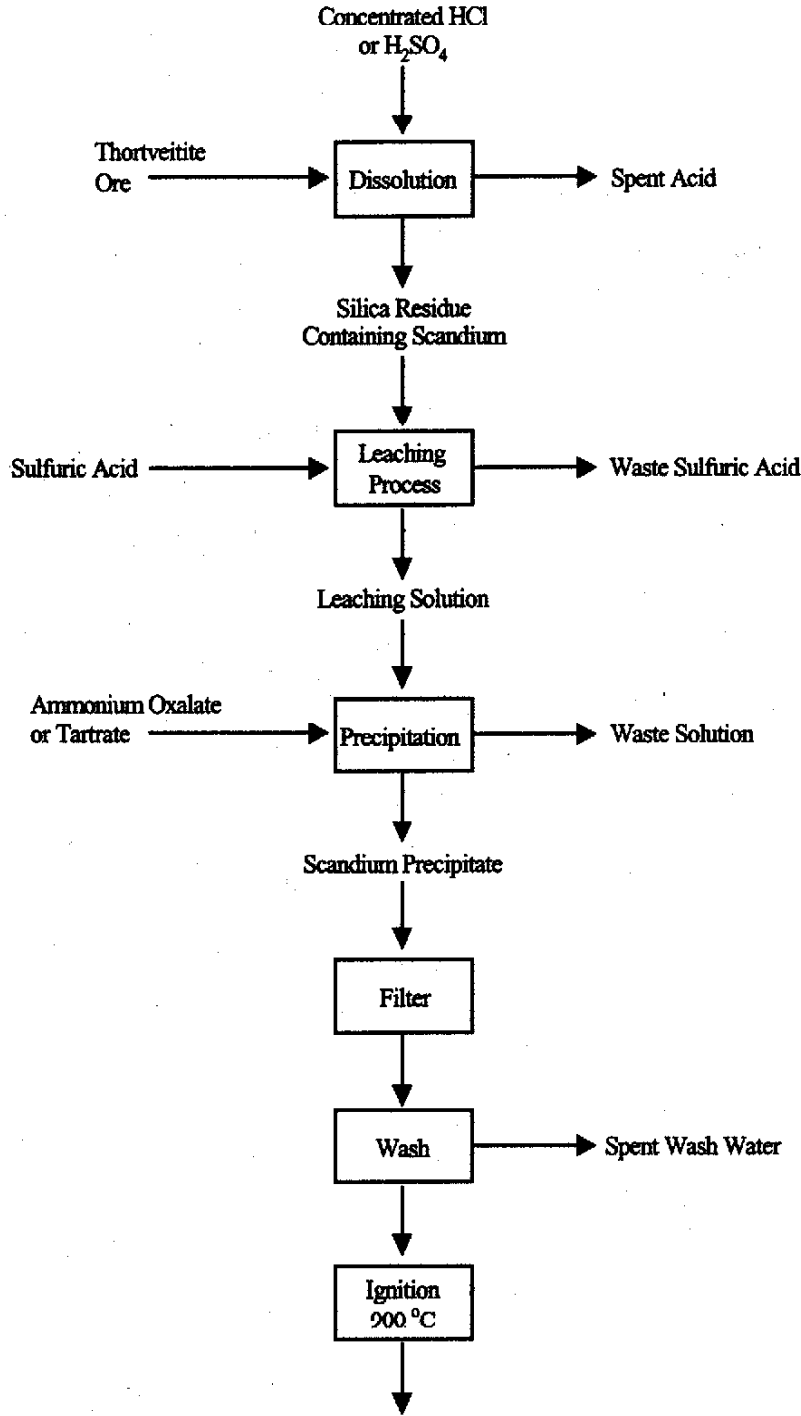 Concentrated HCl
or H₂SO₄
Thortveitite
Ore
Dissolution
Spent Acid
Silica Residue
Containing Scandium
Sulfuric Acid
Leaching
Process
Waste Sulfuric Acid
Leaching Solution
Ammonium Oxalate
or Tartrate
Precipitation
Waste Solution
Scandium Precipitate
Filter
Wash
Spent Wash Water
Ignition
900 °C